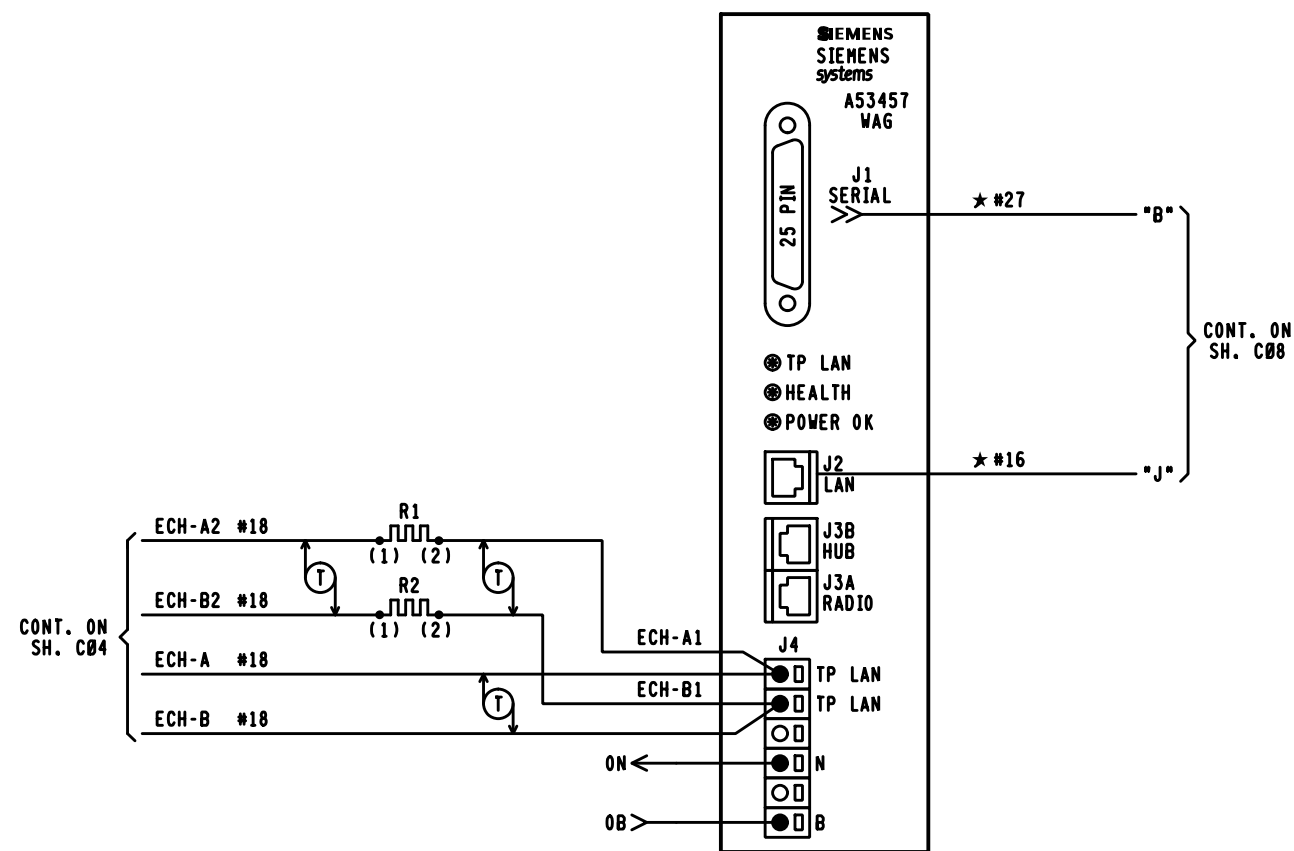 SIEMENS
SIEMENS
systems
A53457
WAG
J1
SERIAL
25 PIN
★ #27
"B"
CONT. ON
SH. CØ8
TP LAN
HEALTH
POWER OK
J2
LAN
★ #16
"J"
J3B
HUB
J3A
RADIO
ECH-A2 #18
R1
(1) (2)
T
T
ECH-B2 #18
R2
(1) (2)
CONT. ON
SH. CØ4
ECH-A #18
ECH-A1
J4
TP LAN
ECH-B1
TP LAN
T
ECH-B #18
ON
N
OB
B